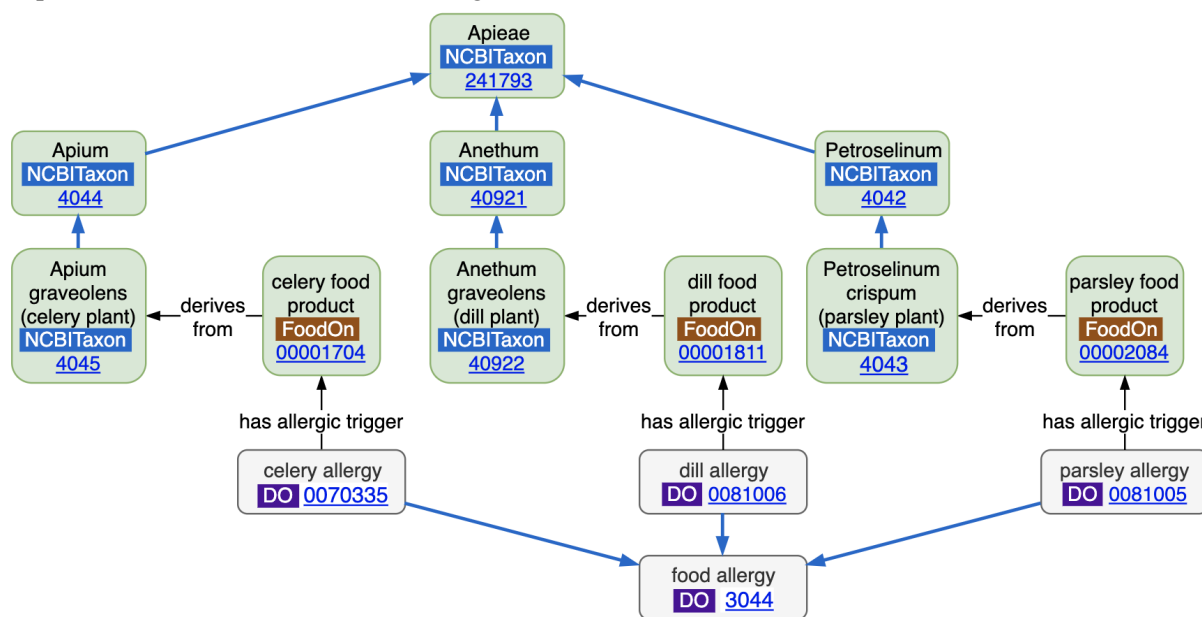 Apieae
NCBITaxon
241793
Apium
NCBITaxon
4044
Anethum
NCBITaxon
40921
Petroselinum
NCBITaxon
4042
Apium
graveolens
(celery plant)
NCBITaxon
4045
derives
from
celery food
product
FoodOn
00001704
Anethum
graveolens
(dill plant)
NCBITaxon
40922
derives
from
dill food
product
FoodOn
00001811
Petroselinum
crispum
(parsley plant)
NCBITaxon
4043
derives
from
parsley food
product
FoodOn
00002084
has allergic trigger
has allergic trigger
has allergic trigger
celery allergy
DO 0070335
dill allergy
DO 0081006
parsley allergy
DO 0081005
food allergy
DO 3044